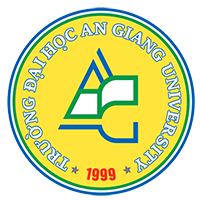 TRƯỜNG ĐẠI HỌC AN GIANG UNIVERSITY
1999